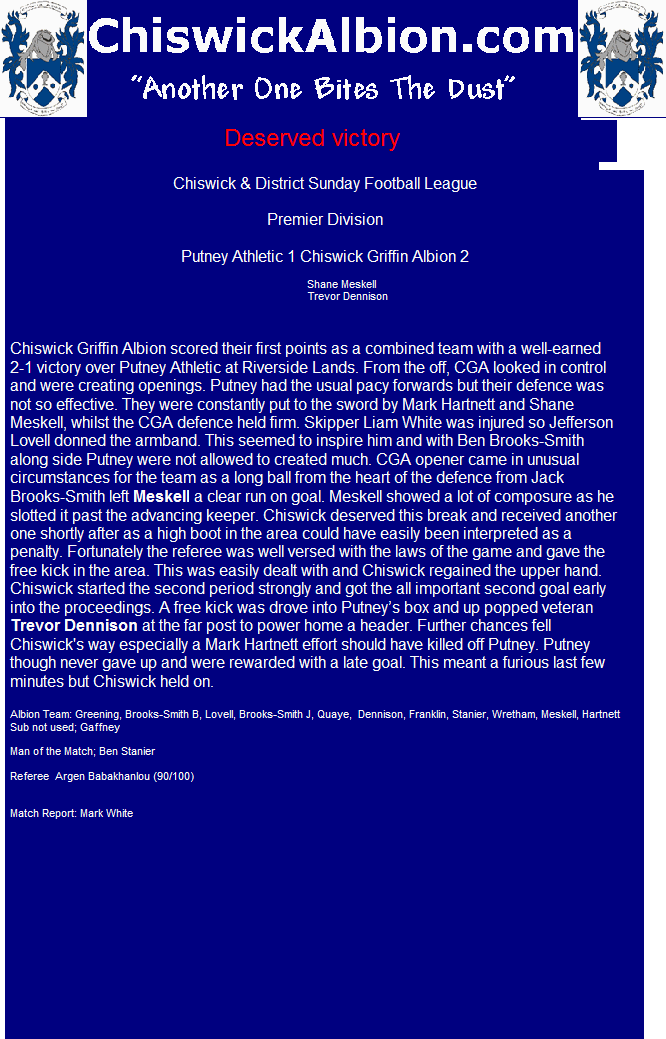 ChiswickAlbion.com
"Another One Bites The Dust"
Deserved victory
Chiswick & District Sunday Football League
Premier Division
Putney Athletic 1 Chiswick Griffin Albion 2
Shane Meskell
Trevor Dennison
Chiswick Griffin Albion scored their first points as a combined team with a well-earned
2-1 victory over Putney Athletic at Riverside Lands. From the off, CGA looked in control
and were creating openings. Putney had the usual pacy forwards but their defence was
not so effective. They were constantly put to the sword by Mark Hartnett and Shane
Meskell, whilst the CGA defence held firm. Skipper Liam White was injured so Jefferson
Lovell donned the armband. This seemed to inspire him and with Ben Brooks-Smith
along side Putney were not allowed to created much. CGA opener came in unusual
circumstances for the team as a long ball from the heart of the defence from Jack
Brooks-Smith left Meskell a clear run on goal. Meskell showed a lot of composure as he
slotted it past the advancing keeper. Chiswick deserved this break and received another
one shortly after as a high boot in the area could have easily been interpreted as a
penalty. Fortunately the referee was well versed with the laws of the game and gave the
free kick in the area. This was easily dealt with and Chiswick regained the upper hand.
Chiswick started the second period strongly and got the all important second goal early
into the proceedings. A free kick was drove into Putney’s box and up popped veteran
Trevor Dennison at the far post to power home a header. Further chances fell
Chiswick's way especially a Mark Hartnett effort should have killed off Putney. Putney
though never gave up and were rewarded with a late goal. This meant a furious last few
minutes but Chiswick held on.
Albion Team: Greening, Brooks-Smith B, Lovell, Brooks-Smith J, Quaye,  Dennison, Franklin, Stanier, Wretham, Meskell, Hartnett
Sub not used; Gaffney
Man of the Match; Ben Stanier
Referee  Argen Babakhanlou (90/100)
Match Report: Mark White